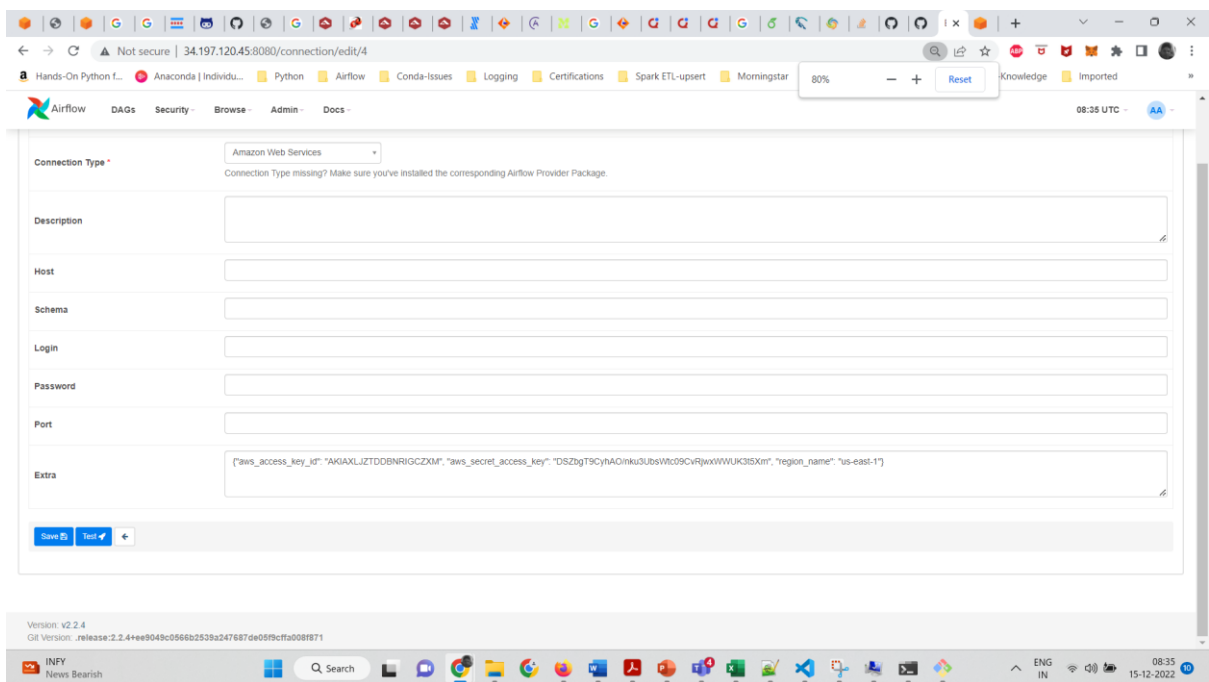 Not secure | 34.197.120.45:8080/connection/edit/4
Hands-On Python f... Anaconda | Individu... Python Airflow Conda-Issues Logging Certifications Spark ETL-upsert Morningstar -Knowledge Imported
80% Reset
Airflow DAGs Security Browse Admin Docs 08:35 UTC AA
Connection Type *
Amazon Web Services
Connection Type missing? Make sure you've installed the corresponding Airflow Provider Package.
Description
Host
Schema
Login
Password
Port
Extra
{"aws_access_key_id": "", "aws_secret_access_key": "", "region_name": "us-east-1"}
Save Test
Version: v2.2.4
Git Version: .release:2.2.4+ee9049c0566b2539a247687de05f9cffa008f871
INFY
News Bearish
Search
ENG
IN
08:35
15-12-2022
10